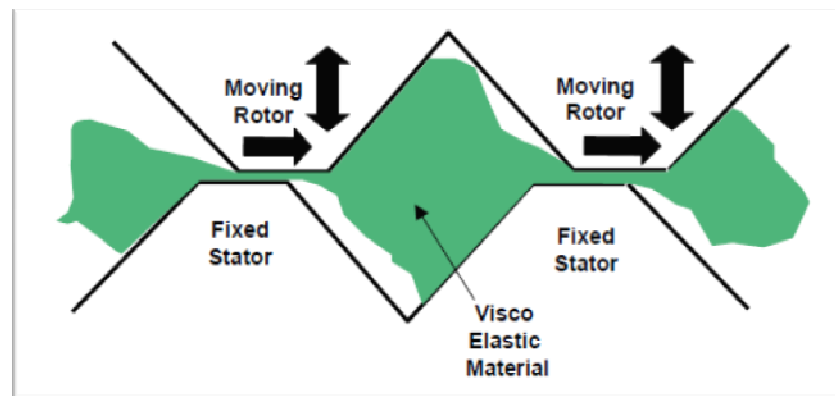 Moving
Rotor
Moving
Rotor
Fixed
Stator
Fixed
Stator
Visco
Elastic
Material